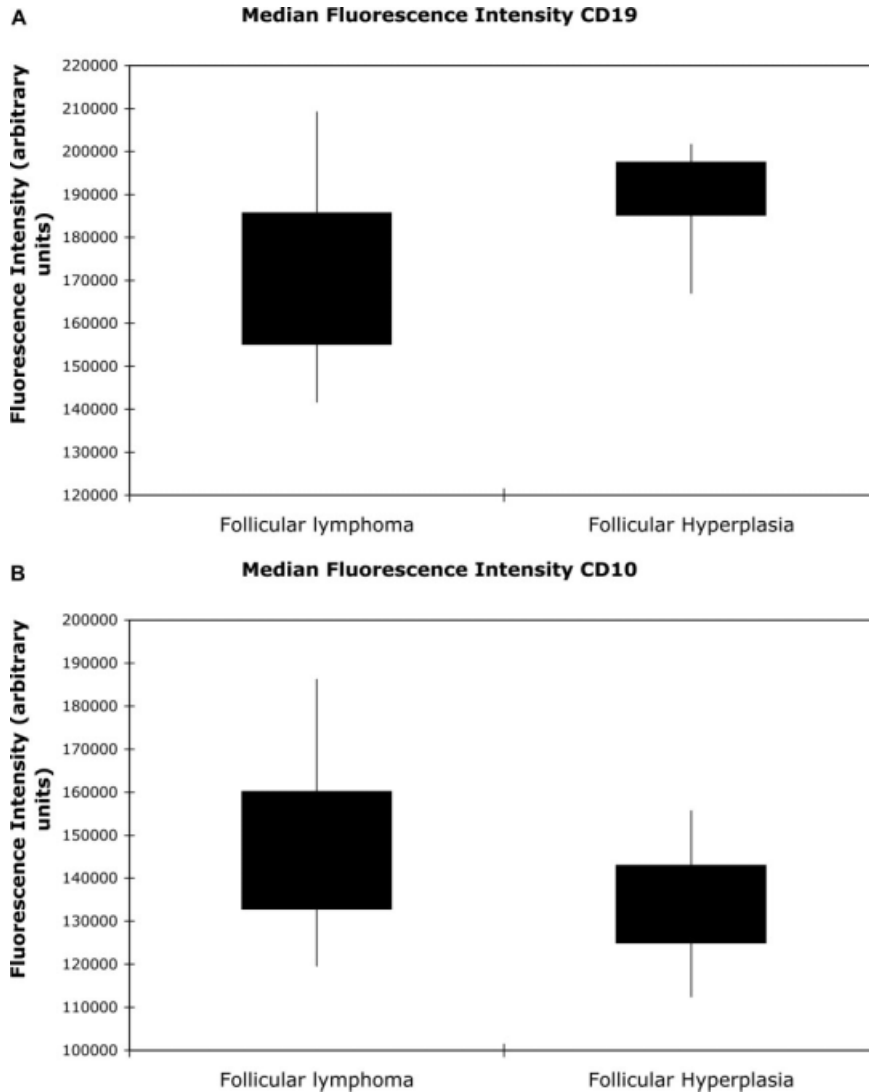 A
Median Fluorescence Intensity CD19
Fluorescence Intensity (arbitrary
units)
220000
210000
200000
190000
180000
170000
160000
150000
140000
130000
120000
Follicular lymphoma
Follicular Hyperplasia
B
Median Fluorescence Intensity CD10
Fluorescence Intensity (arbitrary
units)
200000
190000
180000
170000
160000
150000
140000
130000
120000
110000
100000
Follicular lymphoma
Follicular Hyperplasia